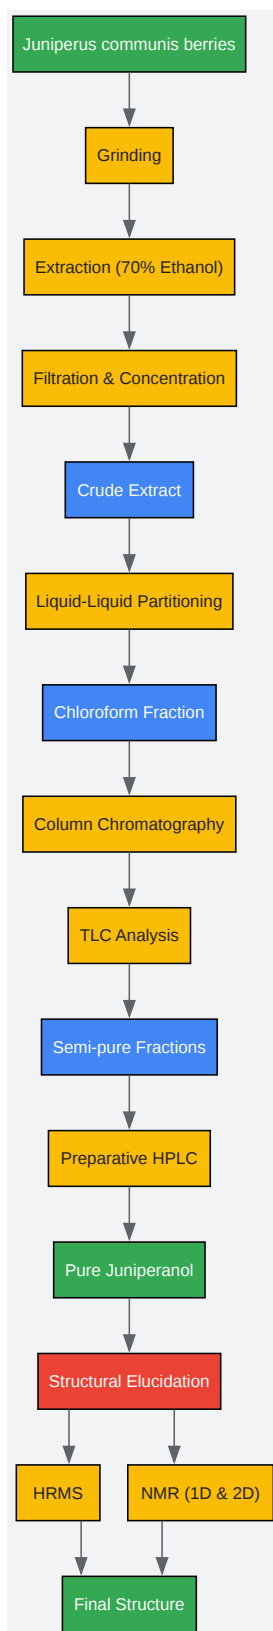 Juniperus communis berries
Grinding
Extraction (70% Ethanol)
Filtration & Concentration
Crude Extract
Liquid-Liquid Partitioning
Chloroform Fraction
Column Chromatography
TLC Analysis
Semi-pure Fractions
Preparative HPLC
Pure Juniperanol
Structural Elucidation
HRMS
NMR (1D & 2D)
Final Structure